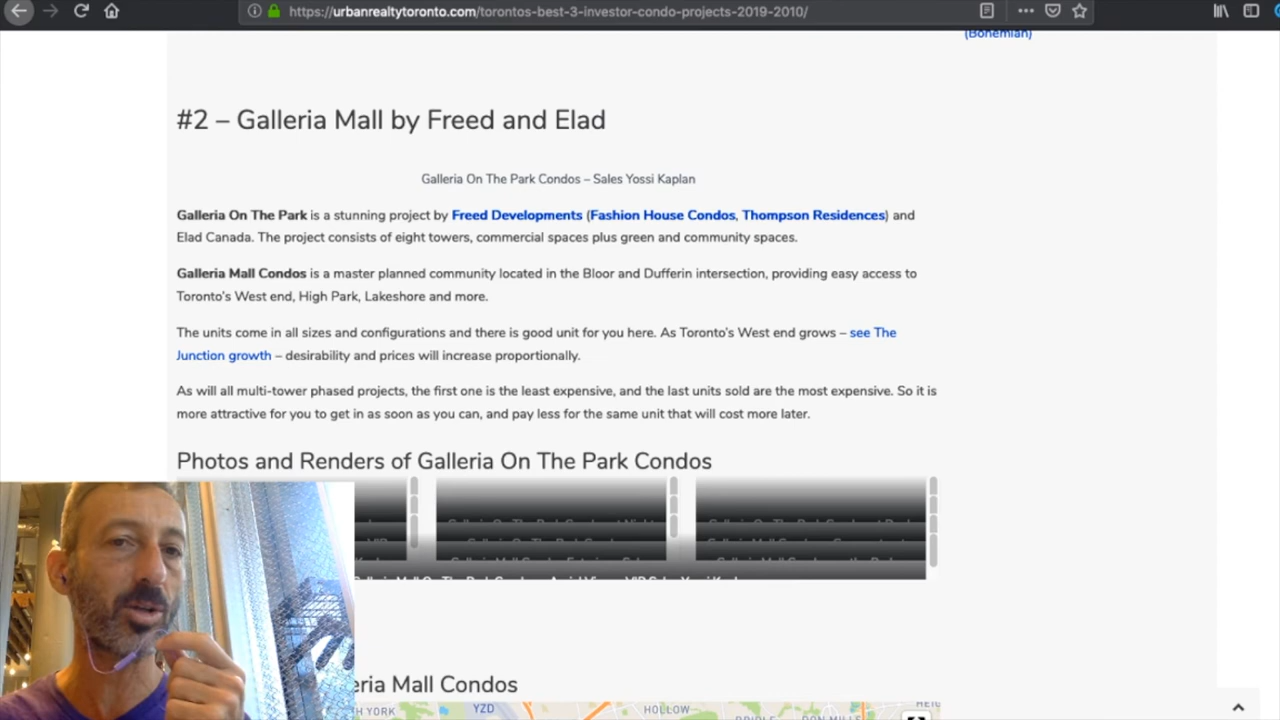 https://urbanrealtytoronto.com/torontos-best-3-investor-condo-projects-2019-2010/
(Bohemian)
#2 – Galleria Mall by Freed and Elad
Galleria On The Park Condos – Sales Yossi Kaplan
Galleria On The Park is a stunning project by Freed Developments (Fashion House Condos, Thompson Residences) and
Elad Canada. The project consists of eight towers, commercial spaces plus green and community spaces.
Galleria Mall Condos is a master planned community located in the Bloor and Dufferin intersection, providing easy access to
Toronto's West end, High Park, Lakeshore and more.
The units come in all sizes and configurations and there is good unit for you here. As Toronto's West end grows – see The
Junction growth – desirability and prices will increase proportionally.
As will all multi-tower phased projects, the first one is the least expensive, and the last units sold are the most expensive. So it is
more attractive for you to get in as soon as you can, and pay less for the same unit that will cost more later.
Photos and Renders of Galleria On The Park Condos
eria Mall Condos
H YORK
YZD
HOLLOW